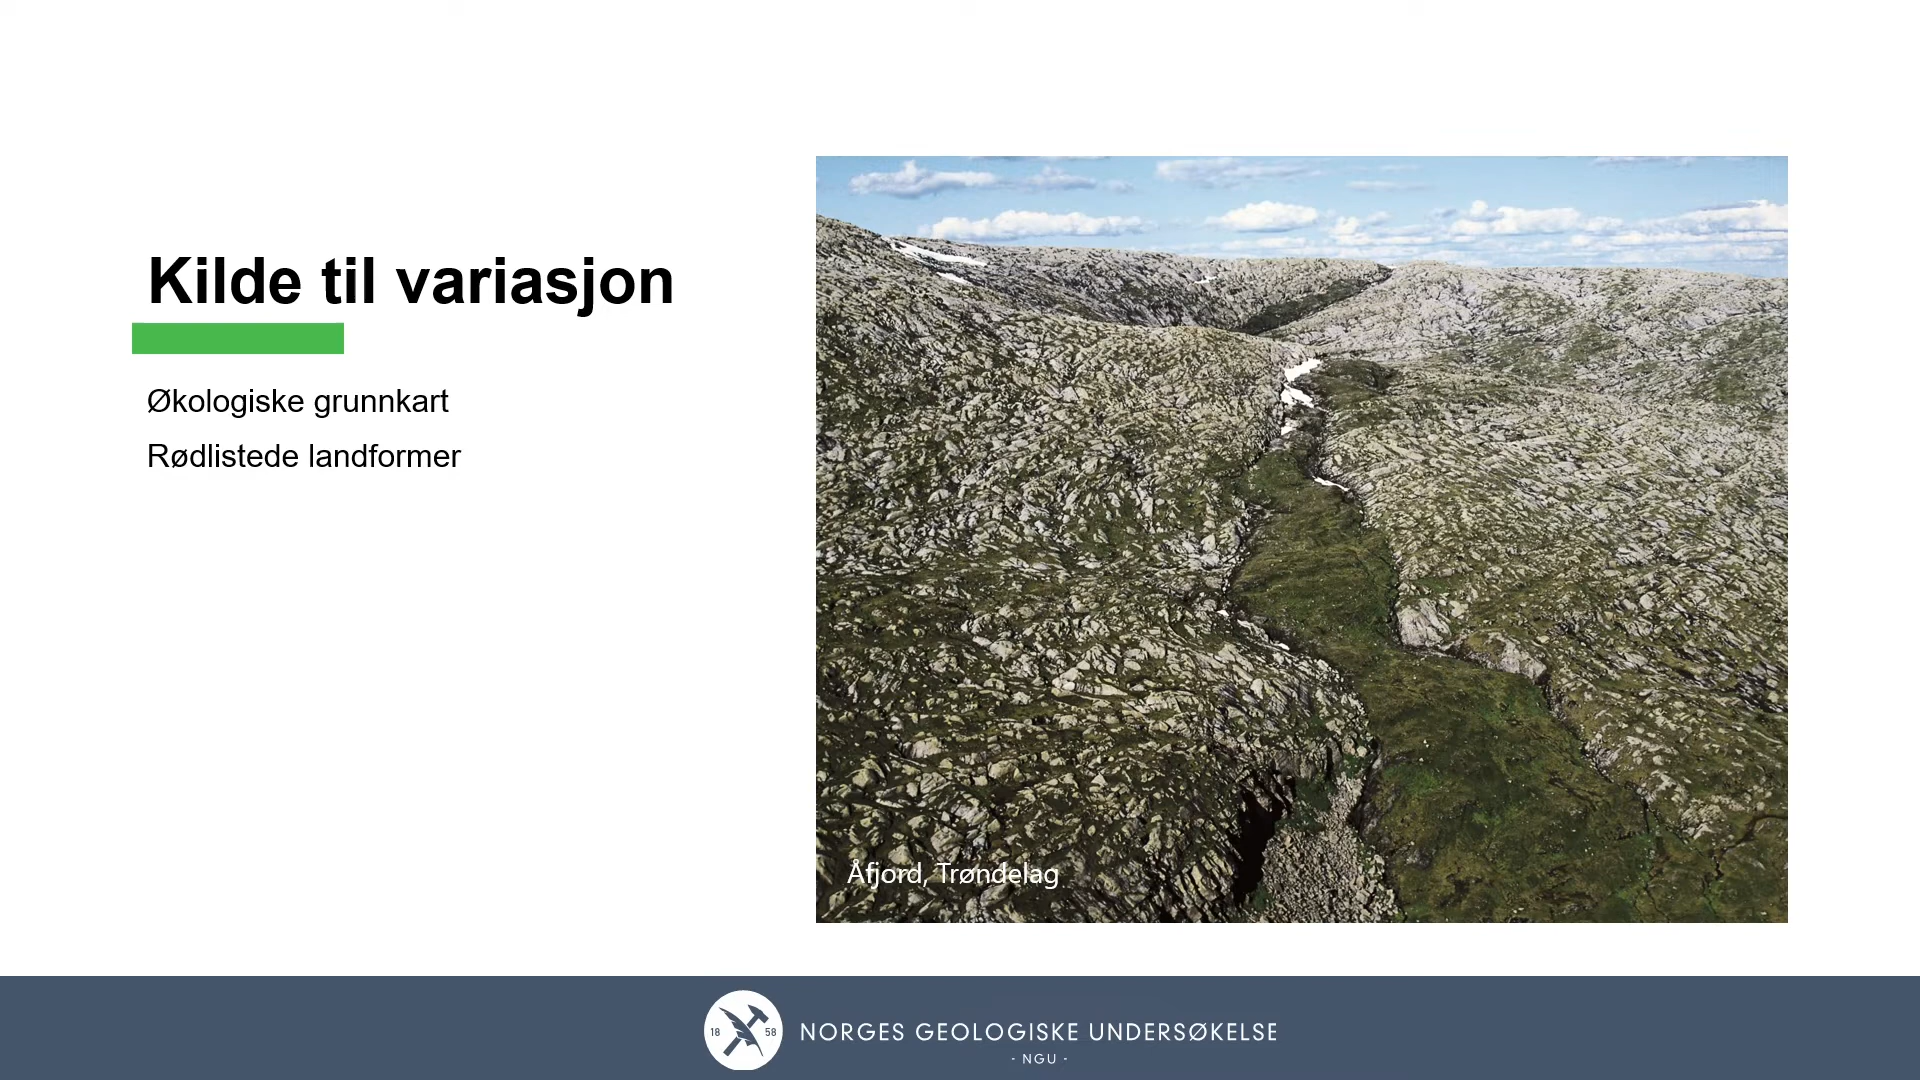 Kilde til variasjon
Økologiske grunnkart
Rødlistede landformer
Åfjord, Trøndelag
18 58
NORGES GEOLOGISKE UNDERSØKELSE
- NGU -